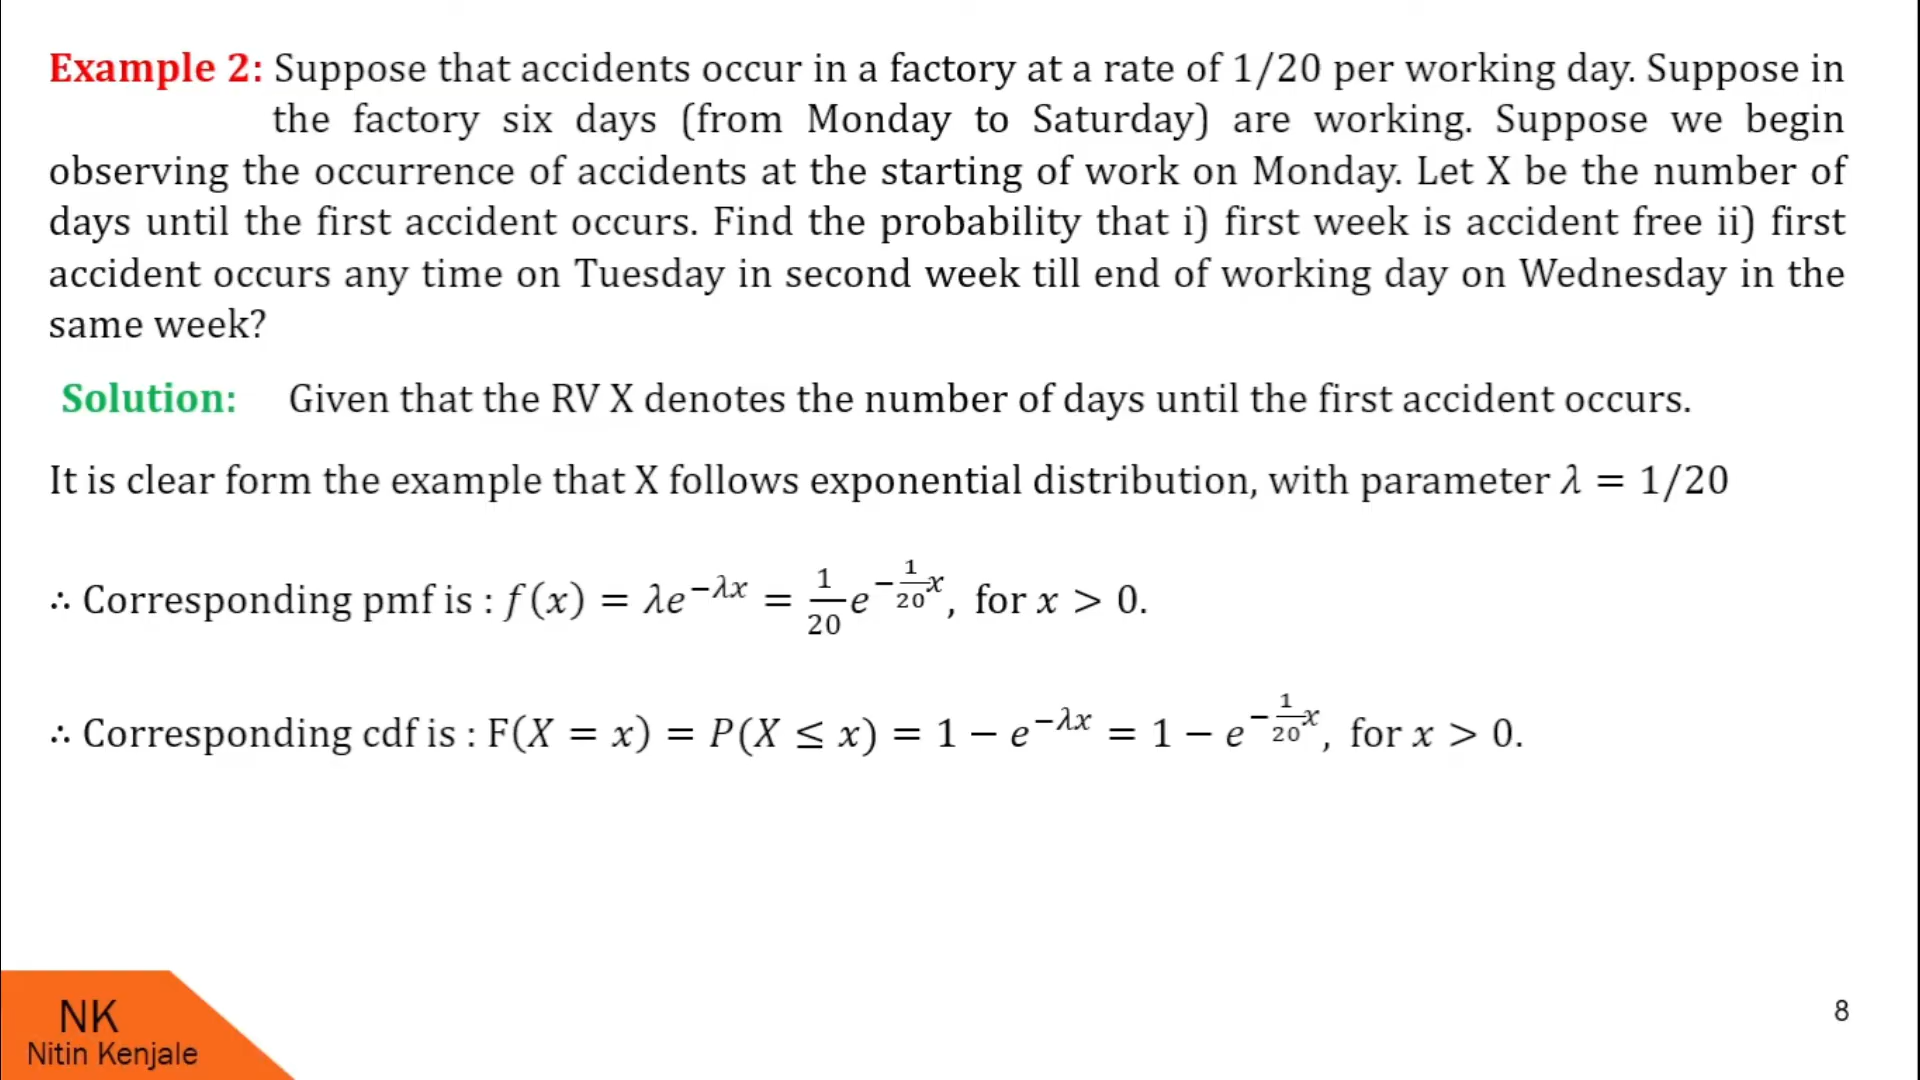 Example 2: Suppose that accidents occur in a factory at a rate of 1/20 per working day. Suppose in
the factory six days (from Monday to Saturday) are working. Suppose we begin
observing the occurrence of accidents at the starting of work on Monday. Let X be the number of
days until the first accident occurs. Find the probability that i) first week is accident free ii) first
accident occurs any time on Tuesday in second week till end of working day on Wednesday in the
same week?
Solution: Given that the RV X denotes the number of days until the first accident occurs.
It is clear form the example that X follows exponential distribution, with parameter λ = 1/20
∴ Corresponding pmf is : f(x) = λe^{−λx} = \frac{1}{20}e^{−\frac{1}{20}x}, for x > 0.
∴ Corresponding cdf is : F(X = x) = P(X ≤ x) = 1 − e^{−λx} = 1 − e^{−\frac{1}{20}x}, for x > 0.
NK
Nitin Kenjale
8